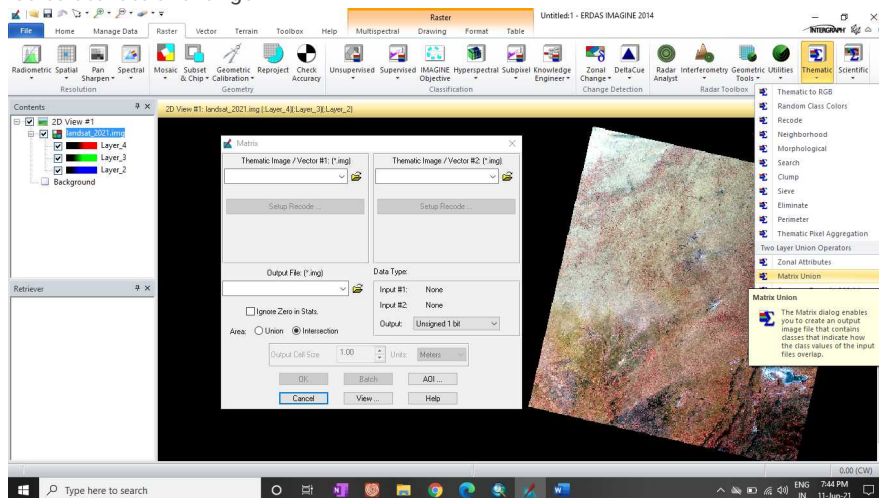 Untitled:1 - ERDAS IMAGINE 2014
Raster
File Home Manage Data Raster Vector Terrain Toolbox Help Multispectral Drawing Format Table
INTERGRAPH
Radiometric Spatial Pan Sharpen Spectral Mosaic Subset & Chip Geometric Calibration Reproject Check Accuracy Unsupervised Supervised IMAGINE Objective Hyperspectral Subpixel Knowledge Engineer Zonal Change DeltaCue Radar Analyst Interferometry Geometric Tools Utilities Thematic Scientific
Resolution Geometry Classification Change Detection Radar Toolbox
Contents
2D View #1
landsat_2021.img
Layer_4
Layer_3
Layer_2
Background
Retriever
2D View #1: landsat_2021.img (:Layer_4)(:Layer_3)(:Layer_2)
Matrix
Thematic Image / Vector #1: (*.img)
Thematic Image / Vector #2: (*.img)
Setup Recode ...
Setup Recode ...
Output File: (*.img)
Data Type:
Input #1: None
Input #2: None
Ignore Zero in Stats.
Output: Unsigned 1 bit
Area: Union Intersection
Output Cell Size 1.00 Units: Meters
OK Batch AOI ...
Cancel View ... Help
Thematic to RGB
Random Class Colors
Recode
Neighborhood
Morphological
Search
Clump
Sieve
Eliminate
Perimeter
Thematic Pixel Aggregation
Two Layer Union Operators
Zonal Attributes
Matrix Union
Matrix Union
The Matrix dialog enables
you to create an output
image file that contains
classes that indicate how
the class values of the input
files overlap.
0.00 (CW)
Type here to search
ENG 7:44 PM
IN 11-Jun-21